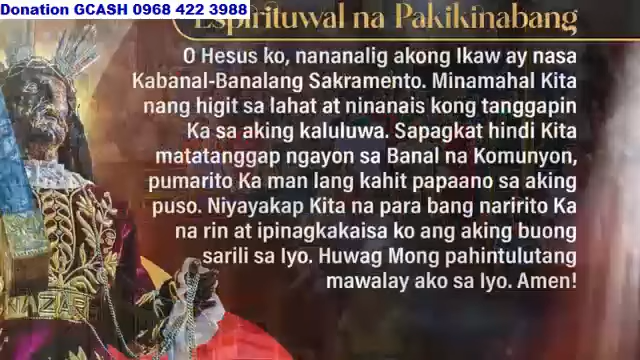 Donation GCASH 0968 422 3988
Espirituwal na Pakikinabang
O Hesus ko, nananalig akong Ikaw ay nasa
Kabanal-Banalang Sakramento. Minamahal Kita
nang higit sa lahat at ninanais kong tanggapin
Ka sa aking kaluluwa. Sapagkat hindi Kita
matatanggap ngayon sa Banal na Komunyon,
pumarito Ka man lang kahit papaano sa aking
puso. Niyayakap Kita na para bang naririto Ka
na rin at ipinagkakaisa ko ang aking buong
sarili sa Iyo. Huwag Mong pahintulutang
mawalay ako sa Iyo. Amen!
NAZAR